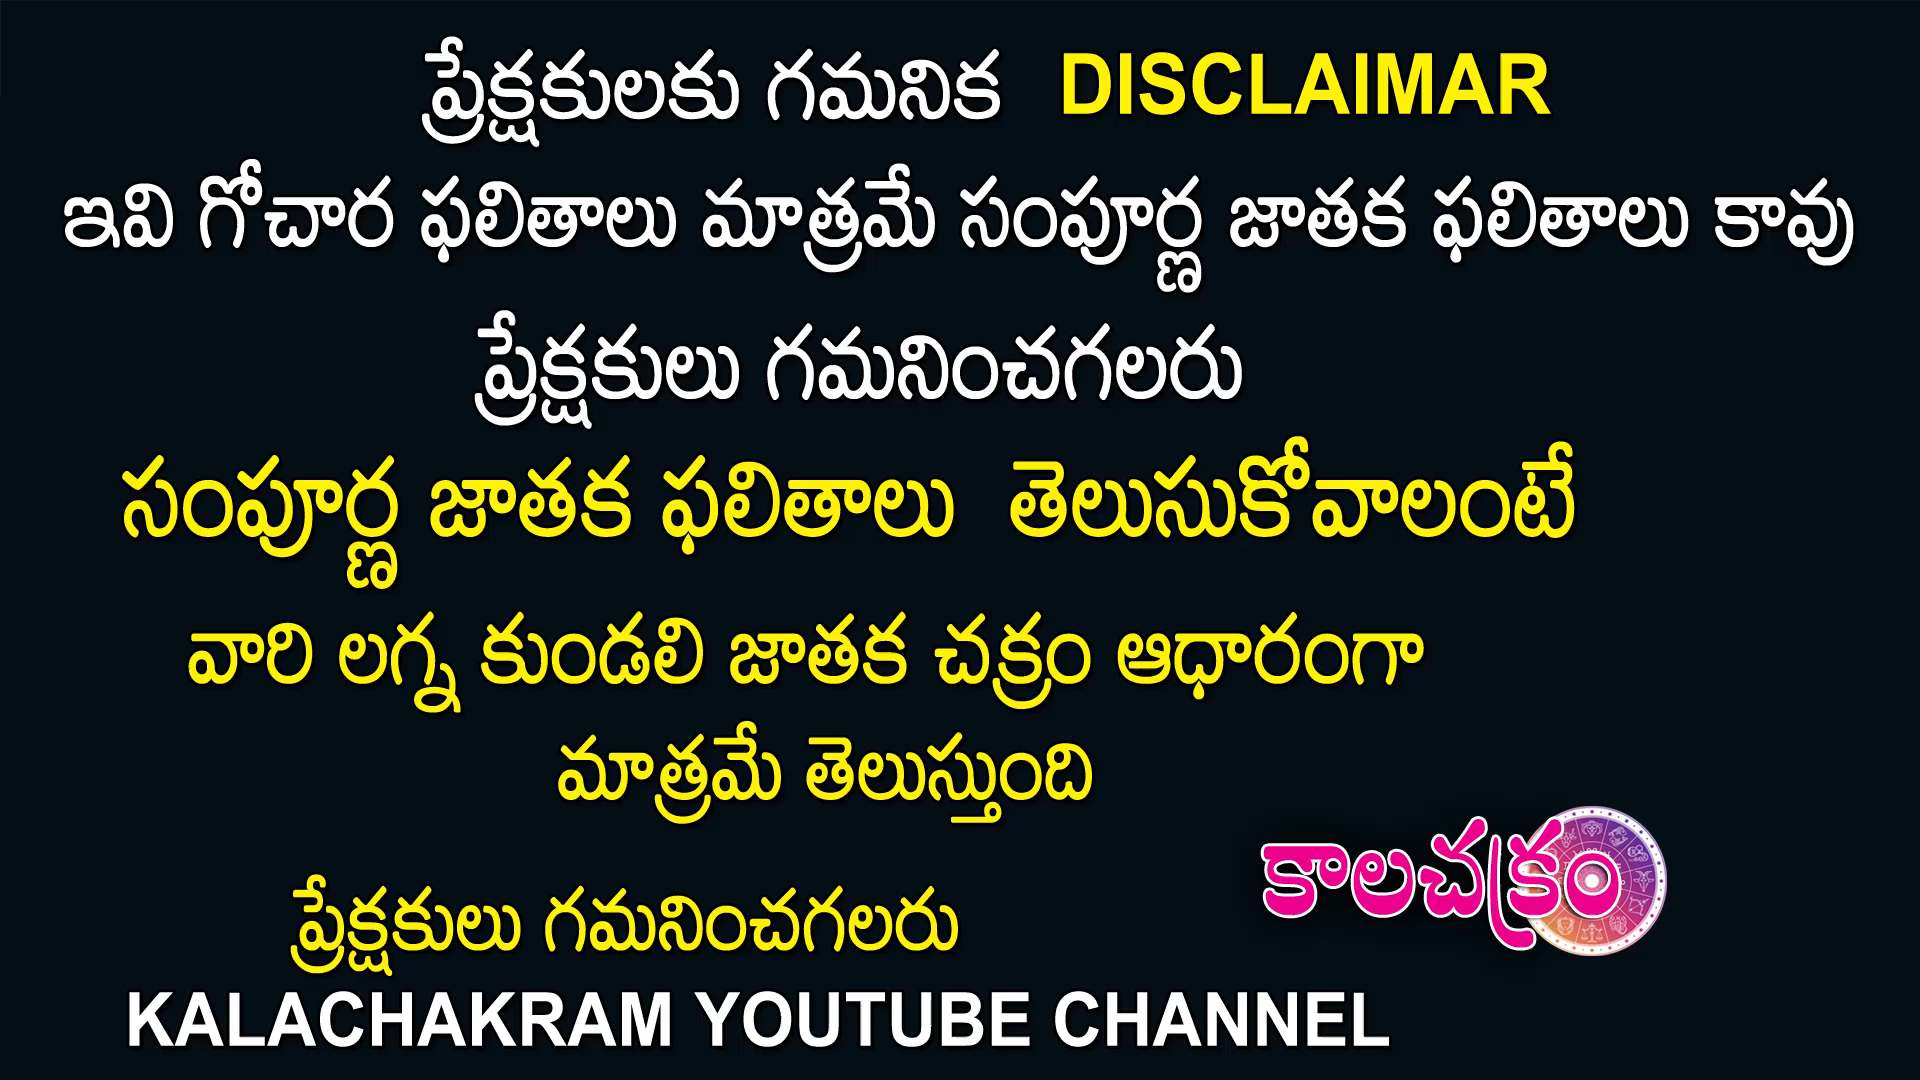 ప్రేక్షకులకు గమనిక DISCLAIMAR
ఇవి గోచార ఫలితాలు మాత్రమే సంపూర్ణ జాతక ఫలితాలు కావు
ప్రేక్షకులు గమనించగలరు
సంపూర్ణ జాతక ఫలితాలు తెలుసుకోవాలంటే
వారి లగ్న కుండలి జాతక చక్రం ఆధారంగా
మాత్రమే తెలుస్తుంది
కాలచక్రం
ప్రేక్షకులు గమనించగలరు
KALACHAKRAM YOUTUBE CHANNEL